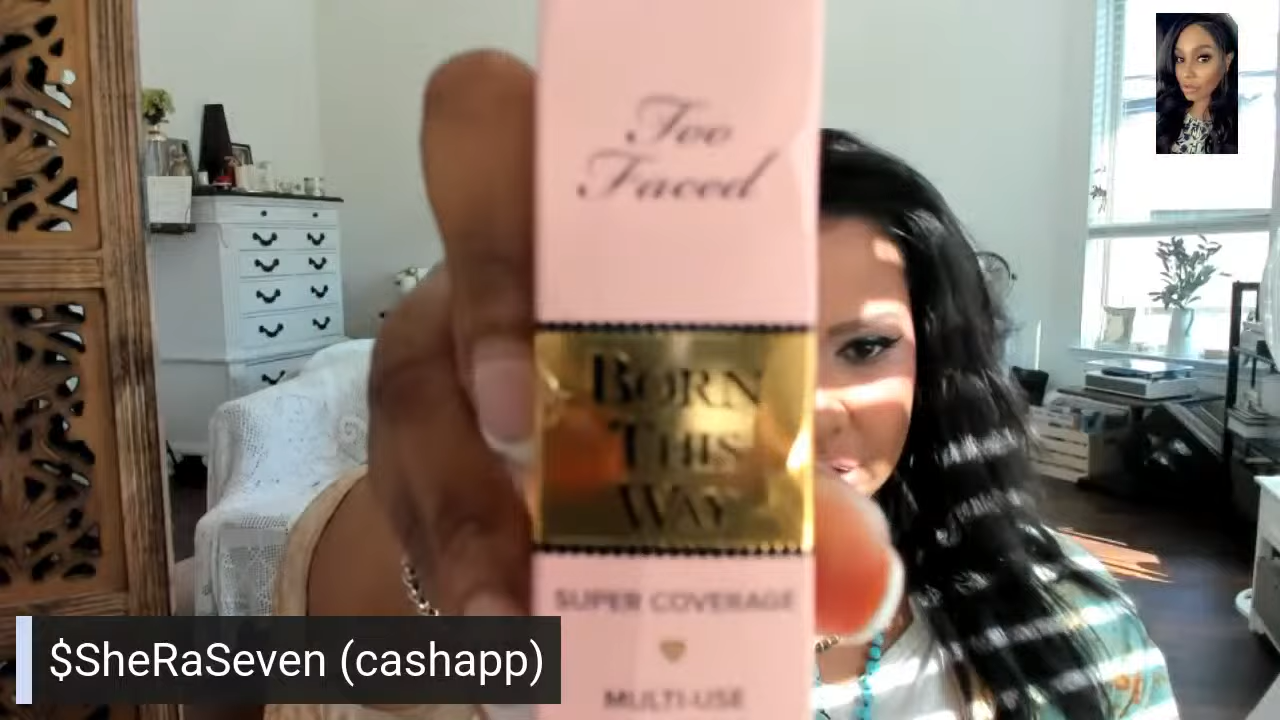 Too
Faced
BORN
THIS
WAY
SUPER COVERAGE
MULTI-USE
$SheRaSeven (cashapp)